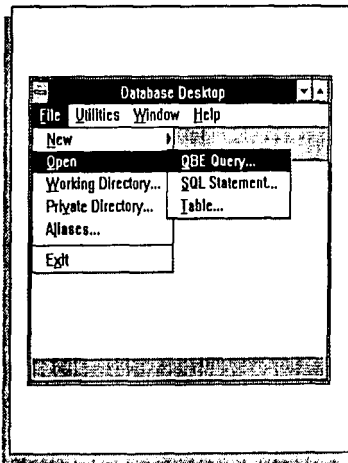 Database Desktop
File Utilities Window Help
New
Open
Working Directory...
Private Directory...
Aliases...
Exit
QBE Query...
SQL Statement...
Table...